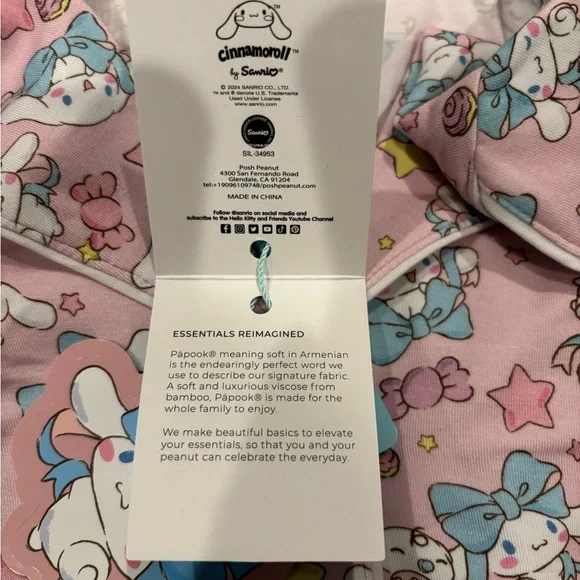 cinnamoroll™
by Sanrio®
© 2024 SANRIO CO., LTD.
™ and ® denote U.S. Trademarks
Used Under License.
www.sanrio.com
Sanrio
SIL-34953
Posh Peanut
4300 San Fernando Road
Glendale, CA 91204
tel:+19096109748/poshpeanut.com
MADE IN CHINA
Follow @sanrio on social media and
subscribe to the Hello Kitty and Friends Youtube Channel
ESSENTIALS REIMAGINED
Päpook® meaning soft in Armenian
is the endearingly perfect word we
use to describe our signature fabric.
A soft and luxurious viscose from
bamboo, Päpook® is made for the
whole family to enjoy.
We make beautiful basics to elevate
your essentials, so that you and your
peanut can celebrate the everyday.